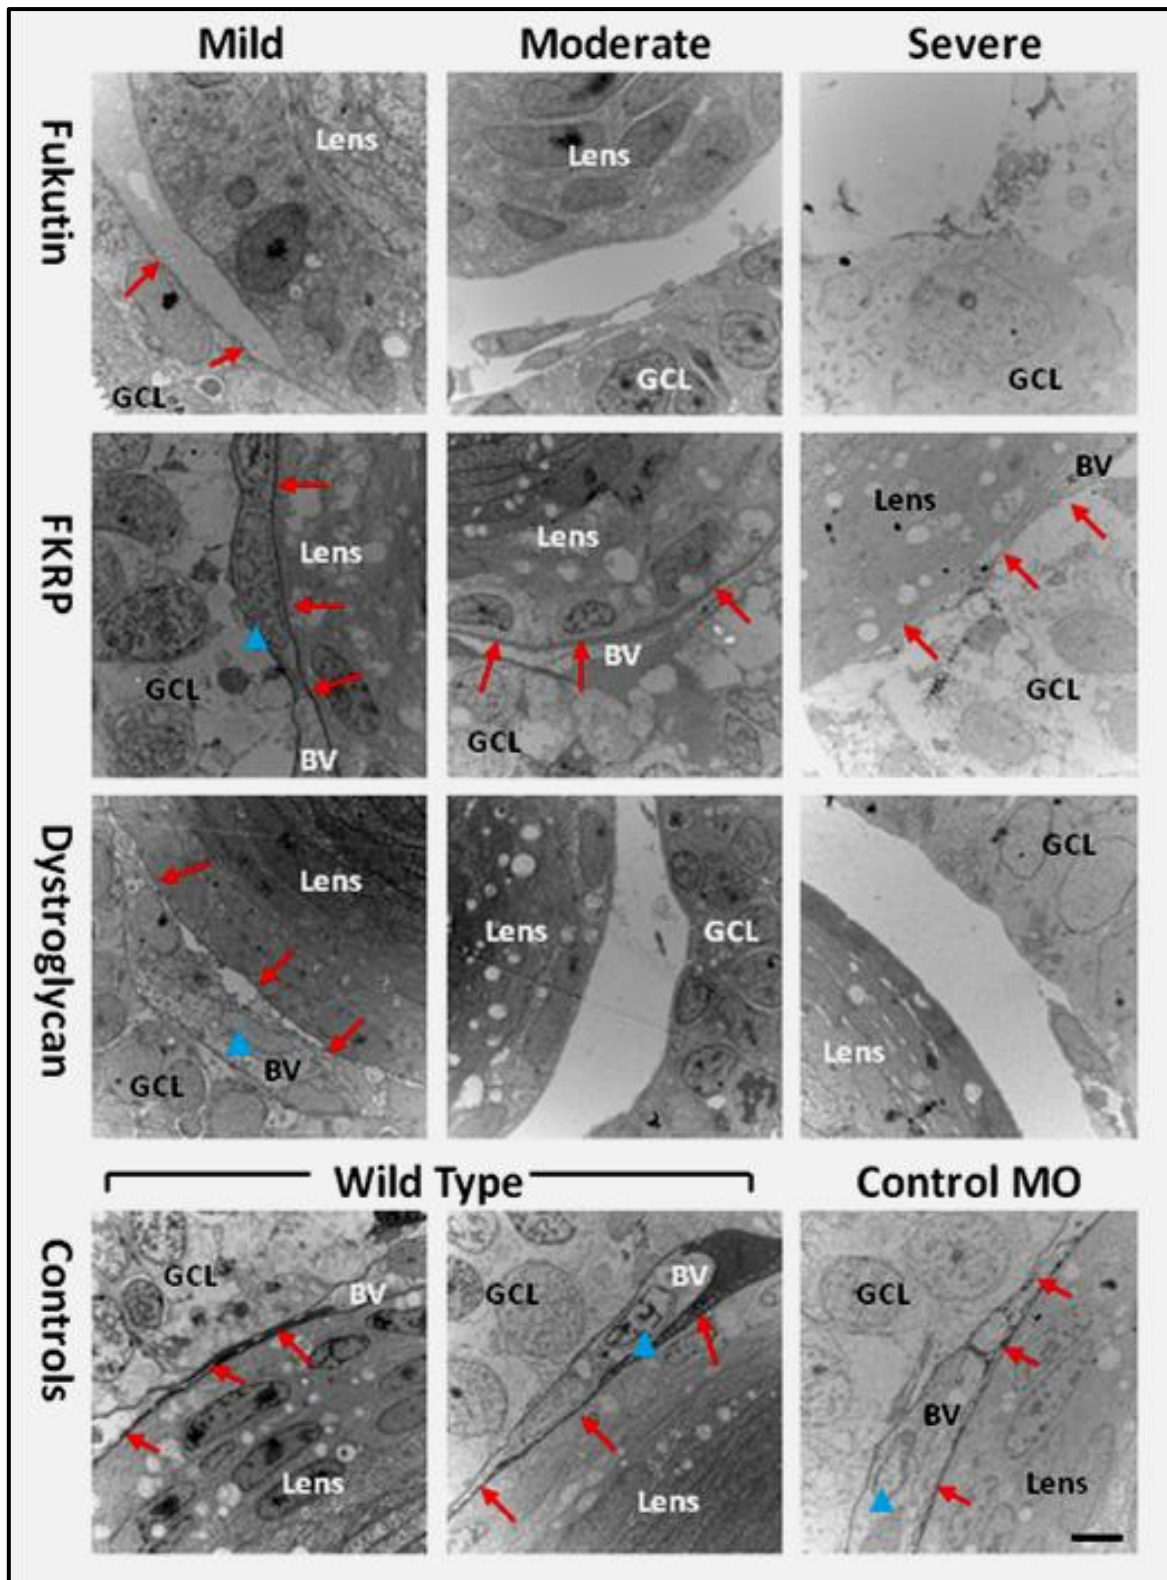 Mild Moderate Severe
Fukutin
Lens Lens
GCL GCL GCL
FKRP
Lens Lens Lens BV
GCL BV GCL BV GCL
Dystroglycan
Lens Lens GCL GCL
GCL BV Lens
Wild Type Control MO
Controls
GCL BV GCL BV GCL
Lens Lens BV Lens